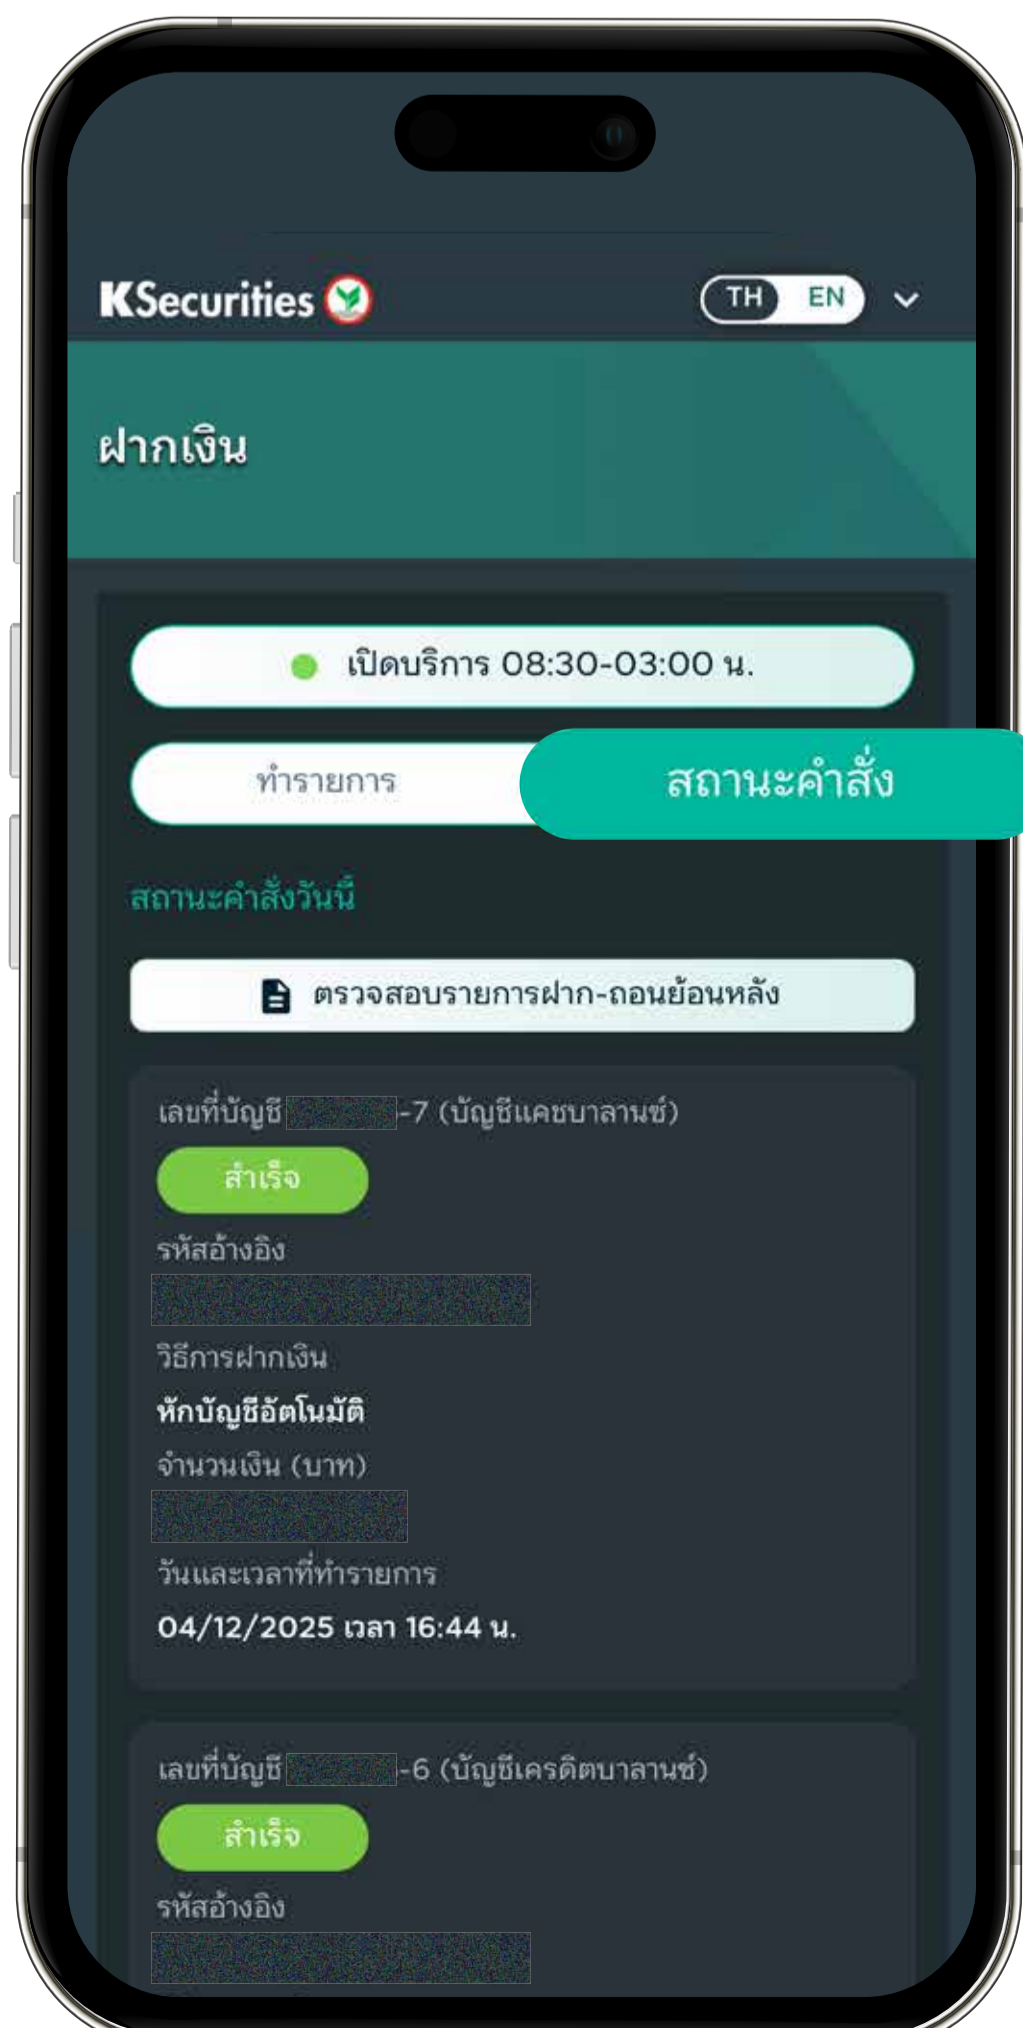 KSecurities
TH EN
ฝากเงิน
เปิดบริการ 08:30-03:00 น.
ทำรายการ
สถานะคำสั่ง
สถานะคำสั่งวันนี้
ตรวจสอบรายการฝาก-ถอนย้อนหลัง
เลขที่บัญชี -7 (บัญชีแคชบาลานซ์)
สำเร็จ
รหัสอ้างอิง
วิธีการฝากเงิน
หักบัญชีอัตโนมัติ
จำนวนเงิน (บาท)
วันและเวลาที่ทำรายการ
04/12/2025 เวลา 16:44 น.
เลขที่บัญชี -6 (บัญชีเครดิตบาลานซ์)
สำเร็จ
รหัสอ้างอิง